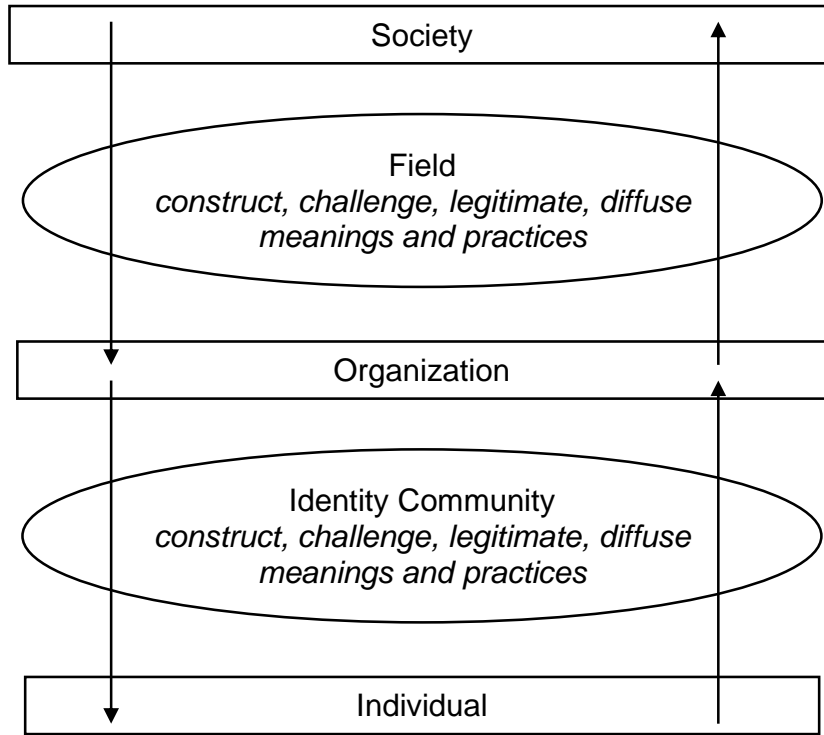 Society
Field
construct, challenge, legitimate, diffuse
meanings and practices
Organization
Identity Community
construct, challenge, legitimate, diffuse
meanings and practices
Individual